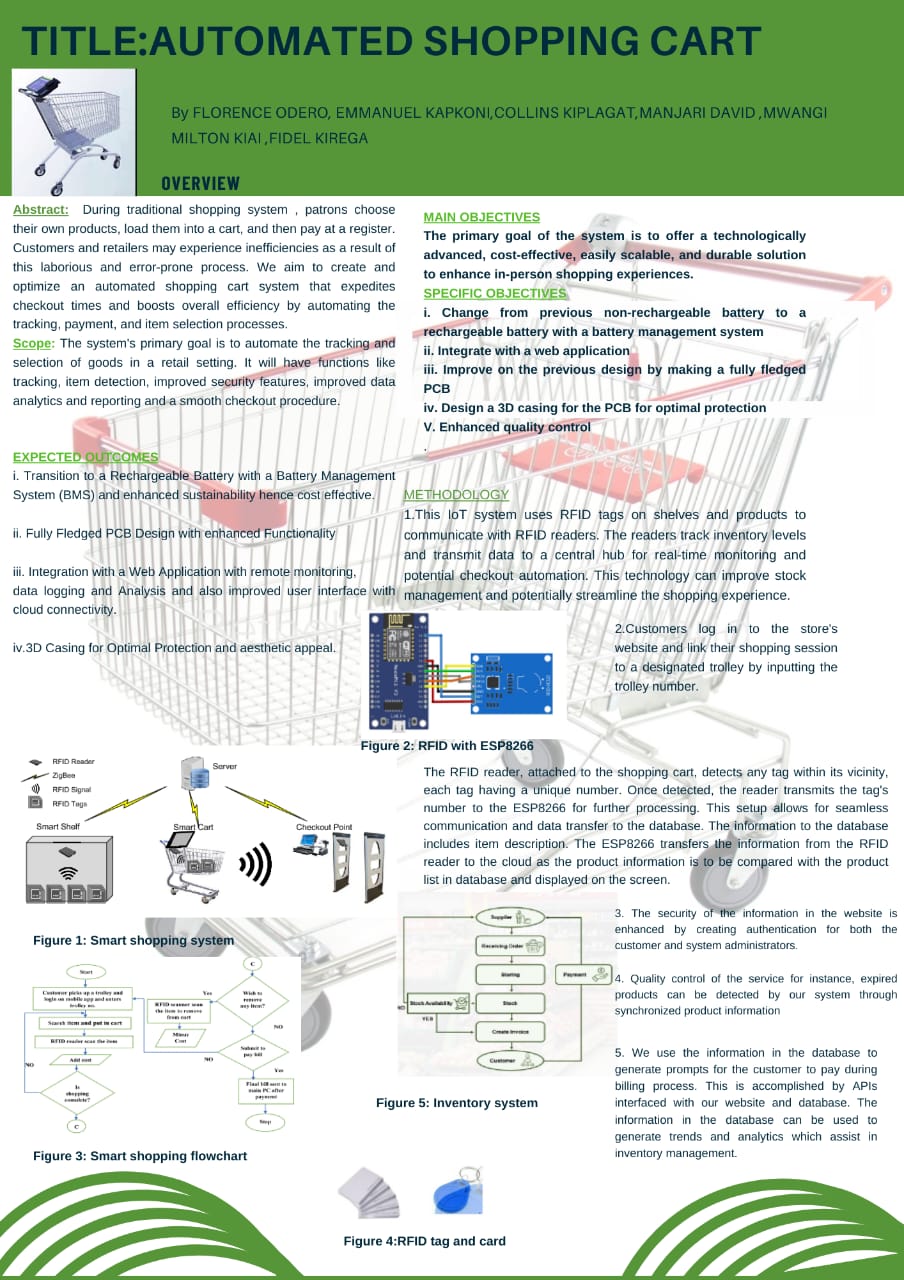 TITLE:AUTOMATED SHOPPING CART
By FLORENCE ODERO, EMMANUEL KAPKONI,COLLINS KIPLAGAT,MANJARI DAVID ,MWANGI
MILTON KIAI ,FIDEL KIREGA
OVERVIEW
Abstract: During traditional shopping system , patrons choose
their own products, load them into a cart, and then pay at a register.
Customers and retailers may experience inefficiencies as a result of
this laborious and error-prone process. We aim to create and
optimize an automated shopping cart system that expedites
checkout times and boosts overall efficiency by automating the
tracking, payment, and item selection processes.
Scope: The system's primary goal is to automate the tracking and
selection of goods in a retail setting. It will have functions like
tracking, item detection, improved security features, improved data
analytics and reporting and a smooth checkout procedure.
EXPECTED OUTCOMES
i. Transition to a Rechargeable Battery with a Battery Management
System (BMS) and enhanced sustainability hence cost effective.
ii. Fully Fledged PCB Design with enhanced Functionality
iii. Integration with a Web Application with remote monitoring,
data logging and Analysis and also improved user interface with
cloud connectivity.
iv.3D Casing for Optimal Protection and aesthetic appeal.
MAIN OBJECTIVES
The primary goal of the system is to offer a technologically
advanced, cost-effective, easily scalable, and durable solution
to enhance in-person shopping experiences.
SPECIFIC OBJECTIVES
i. Change from previous non-rechargeable battery to a
rechargeable battery with a battery management system
ii. Integrate with a web application
iii. Improve on the previous design by making a fully fledged
PCB
iv. Design a 3D casing for the PCB for optimal protection
V. Enhanced quality control
.
METHODOLOGY
1.This IoT system uses RFID tags on shelves and products to
communicate with RFID readers. The readers track inventory levels
and transmit data to a central hub for real-time monitoring and
potential checkout automation. This technology can improve stock
management and potentially streamline the shopping experience.
2.Customers log in to the store's
website and link their shopping session
to a designated trolley by inputting the
trolley number.
Figure 2: RFID with ESP8266
The RFID reader, attached to the shopping cart, detects any tag within its vicinity,
each tag having a unique number. Once detected, the reader transmits the tag's
number to the ESP8266 for further processing. This setup allows for seamless
communication and data transfer to the database. The information to the database
includes item description. The ESP8266 transfers the information from the RFID
reader to the cloud as the product information is to be compared with the product
list in database and displayed on the screen.
RFID Reader
ZigBee
RFID Signal
RFID Tags
Server
Smart Shelf
Smart Cart
Checkout Point
Figure 1: Smart shopping system
Start
Customer picks up a trolley and
login on mobile app and enters
trolley no.
Search item and put in cart
RFID reader scan the item
Add cost
NO
Is
shopping
complete?
C
C
Yes
Wish to
remove
any item?
RFID scanner scan
the item to remove
from cart
Minus
Cost
NO
NO
Submit to
pay bill
Yes
Final bill sent to
main PC after
payment
Stop
Figure 3: Smart shopping flowchart
Supplier
Receiving Order
Storing
Payment
Stock Availability
Stock
NO
YES
Create Invoice
Customer
Figure 5: Inventory system
3. The security of the information in the website is
enhanced by creating authentication for both the
customer and system administrators.
4. Quality control of the service for instance, expired
products can be detected by our system through
synchronized product information
5. We use the information in the database to
generate prompts for the customer to pay during
billing process. This is accomplished by APIs
interfaced with our website and database. The
information in the database can be used to
generate trends and analytics which assist in
inventory management.
Figure 4:RFID tag and card